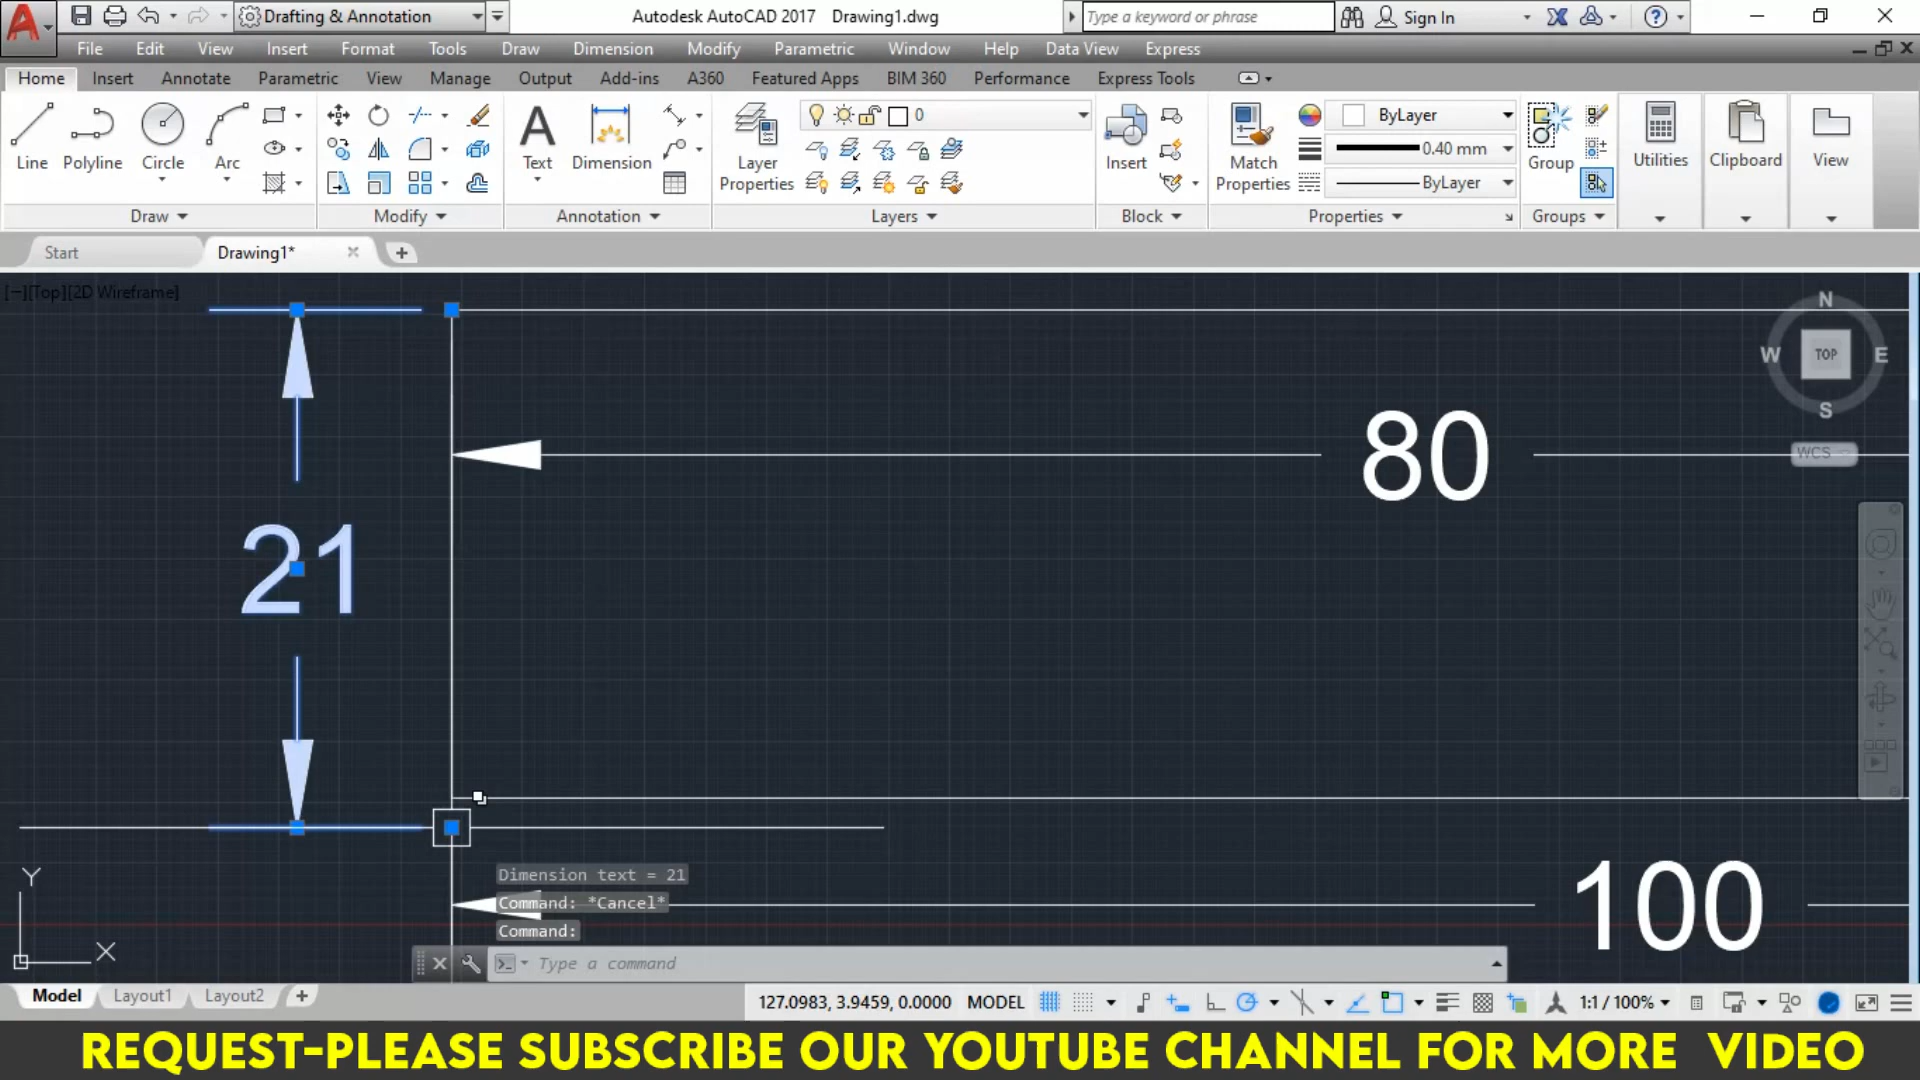 Drafting & Annotation
Autodesk AutoCAD 2017 Drawing1.dwg
Type a keyword or phrase
Sign In
File Edit View Insert Format Tools Draw Dimension Modify Parametric Window Help Data View Express
Home Insert Annotate Parametric View Manage Output Add-ins A360 Featured Apps BIM 360 Performance Express Tools
0
ByLayer
0.40 mm
ByLayer
Line Polyline Circle Arc
Text Dimension
Layer Properties
Insert
Match Properties
Group
Utilities
Clipboard
View
Draw Modify Annotation Layers Block Properties Groups
Start Drawing1*
[−][Top][2D Wireframe]
N
W TOP E
S
WCS
80
21
100
Y
X
Dimension text = 21
Command: *Cancel*
Command:
Type a command
Model Layout1 Layout2
127.0983, 3.9459, 0.0000 MODEL
1:1 / 100%
REQUEST-PLEASE SUBSCRIBE OUR YOUTUBE CHANNEL FOR MORE VIDEO